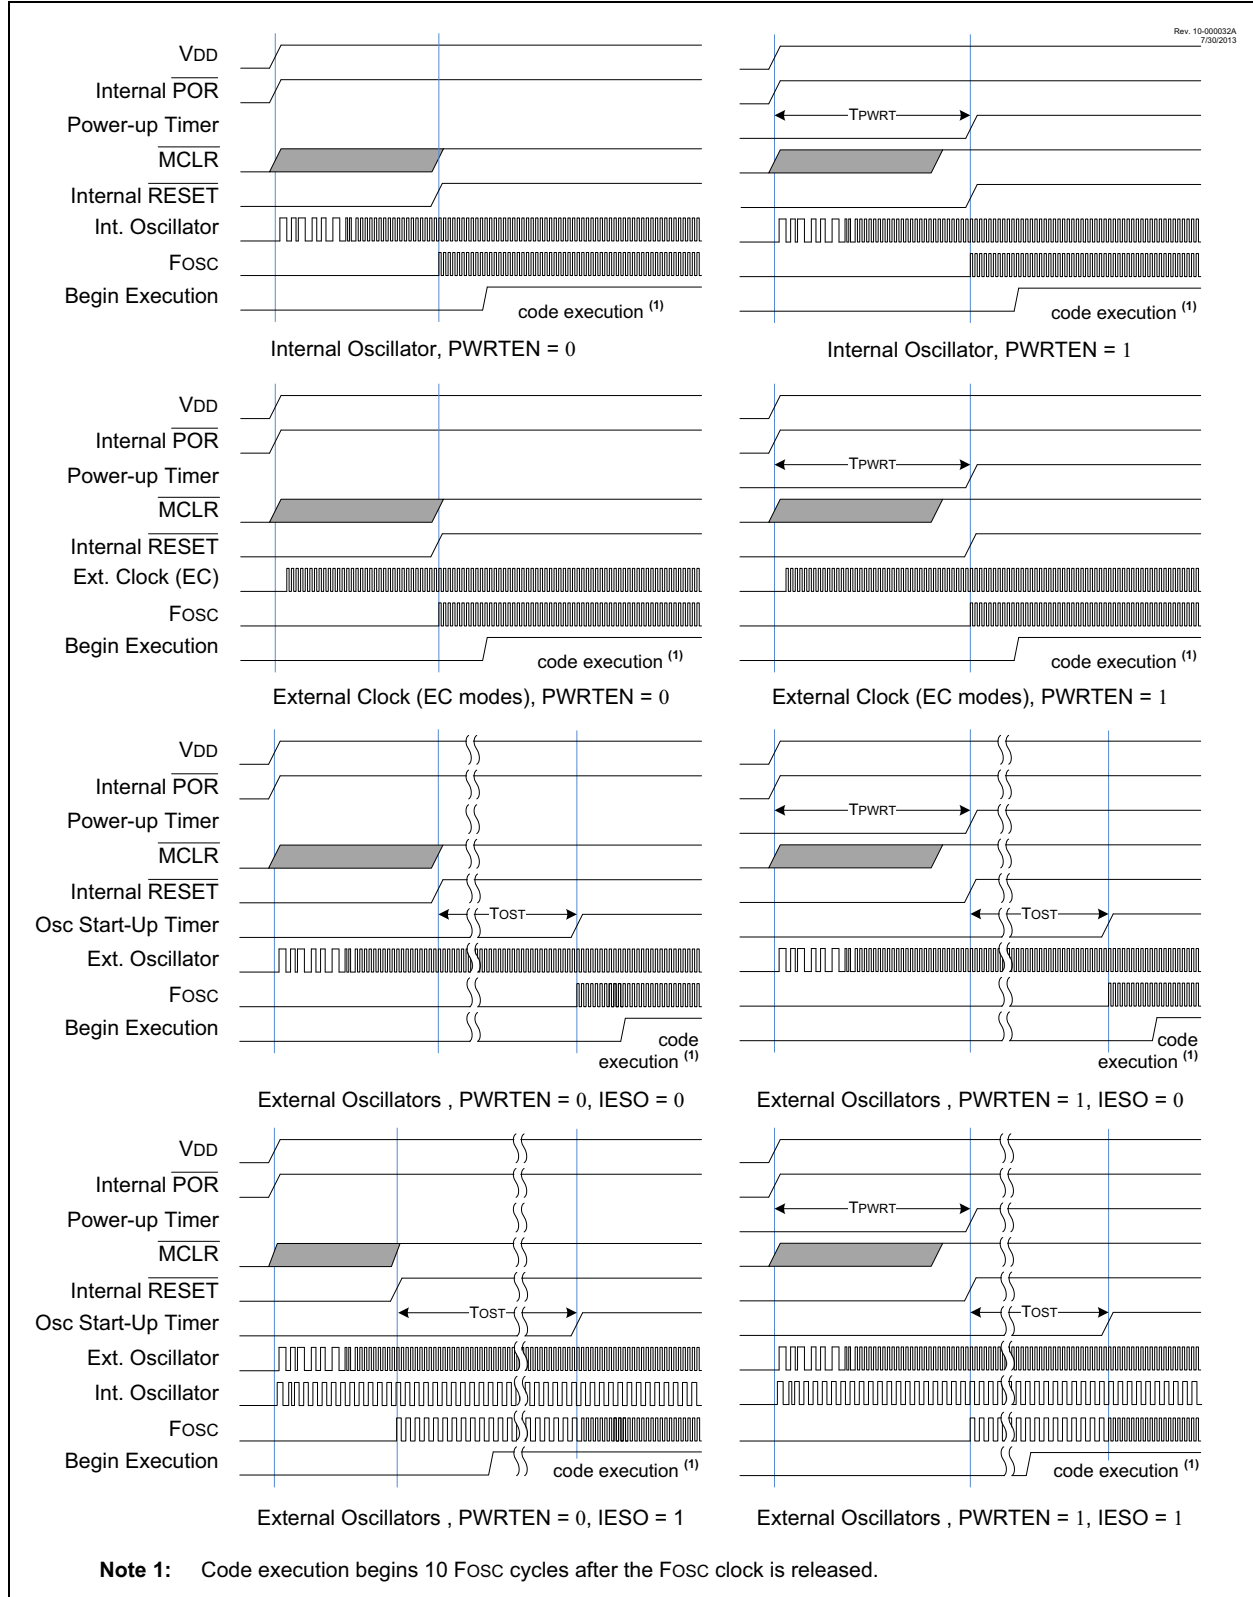 Rev. 10-000032A
7/30/2013
VDD
Internal POR
Power-up Timer
TPWRT
MCLR
Internal RESET
Int. Oscillator
FOSC
Begin Execution
code execution (1)
code execution (1)
Internal Oscillator, PWRTEN = 0
Internal Oscillator, PWRTEN = 1
VDD
Internal POR
Power-up Timer
TPWRT
MCLR
Internal RESET
Ext. Clock (EC)
FOSC
Begin Execution
code execution (1)
code execution (1)
External Clock (EC modes), PWRTEN = 0
External Clock (EC modes), PWRTEN = 1
VDD
Internal POR
Power-up Timer
TPWRT
MCLR
Internal RESET
Osc Start-Up Timer
TOST
TOST
Ext. Oscillator
FOSC
Begin Execution
code
execution (1)
code
execution (1)
External Oscillators , PWRTEN = 0, IESO = 0
External Oscillators , PWRTEN = 1, IESO = 0
VDD
Internal POR
Power-up Timer
TPWRT
MCLR
Internal RESET
Osc Start-Up Timer
TOST
TOST
Ext. Oscillator
Int. Oscillator
FOSC
Begin Execution
code execution (1)
code execution (1)
External Oscillators , PWRTEN = 0, IESO = 1
External Oscillators , PWRTEN = 1, IESO = 1
Note 1: Code execution begins 10 FOSC cycles after the FOSC clock is released.